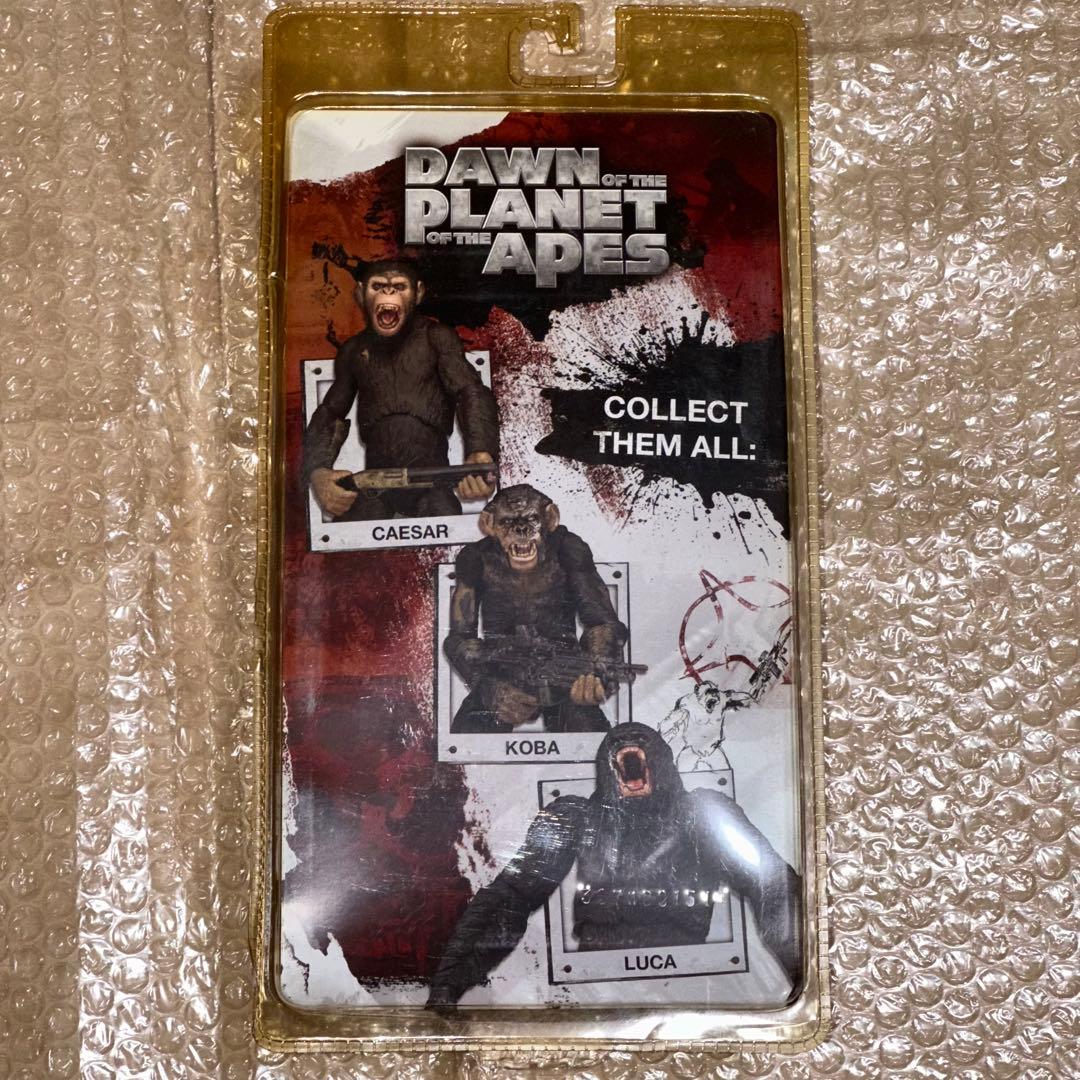 DAWN OF THE
PLANET
OF THE APES
COLLECT
THEM ALL:
CAESAR
KOBA
LUCA